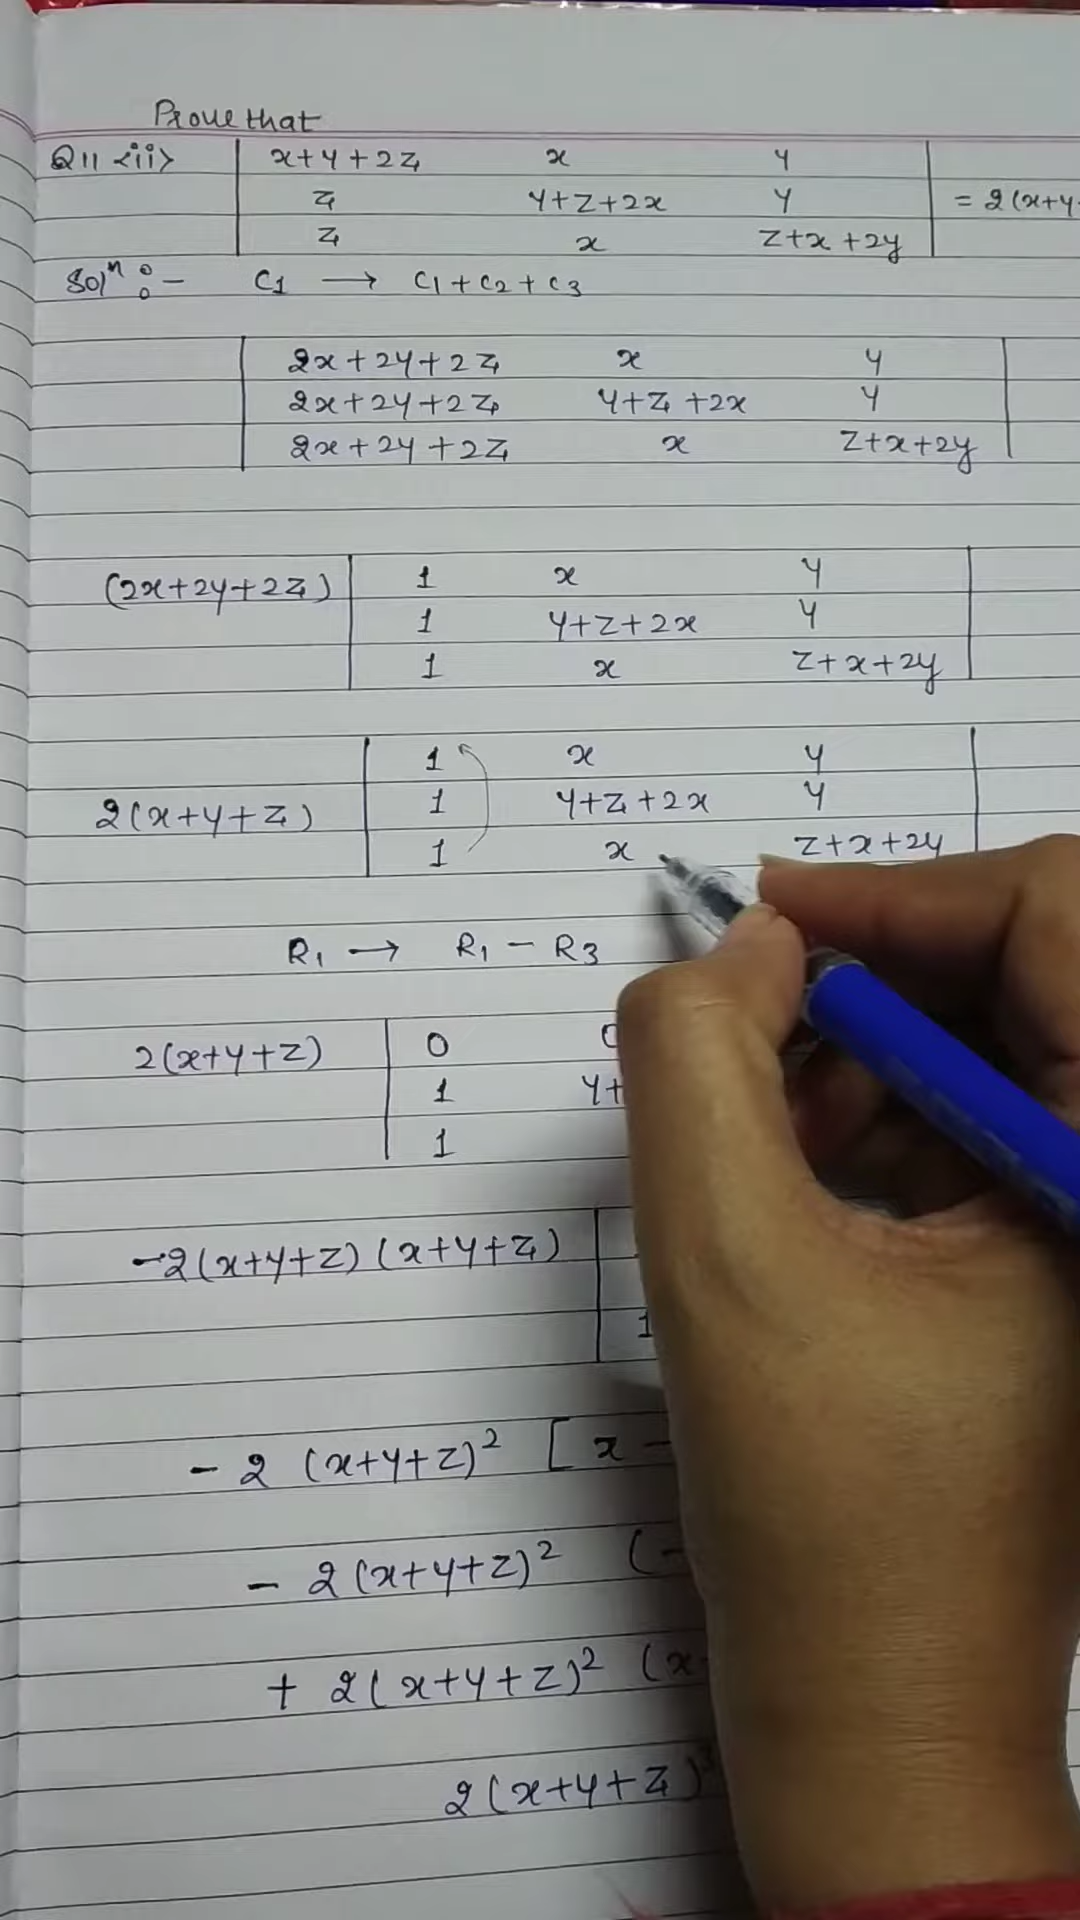 Prove that
Q11 <ii> | x+y+2z x y |
| z y+z+2x y | = 2(x+y
| z x z+x+2y |
Solⁿ :- C1 → C1+C2+C3
| 2x+2y+2z x y |
| 2x+2y+2z y+z+2x y |
| 2x+2y+2z x z+x+2y |
(2x+2y+2z) | 1 x y |
| 1 y+z+2x y |
| 1 x z+x+2y |
| 1 x y |
2(x+y+z) | 1 y+z+2x y |
| 1 x z+x+2y |
R1 → R1 - R3
2(x+y+z) | 0
| 1 y+
| 1
-2(x+y+z)(x+y+z) |
1
- 2 (x+y+z)² [x -
- 2(x+y+z)² (-
+ 2(x+y+z)² (x
2(x+y+z)